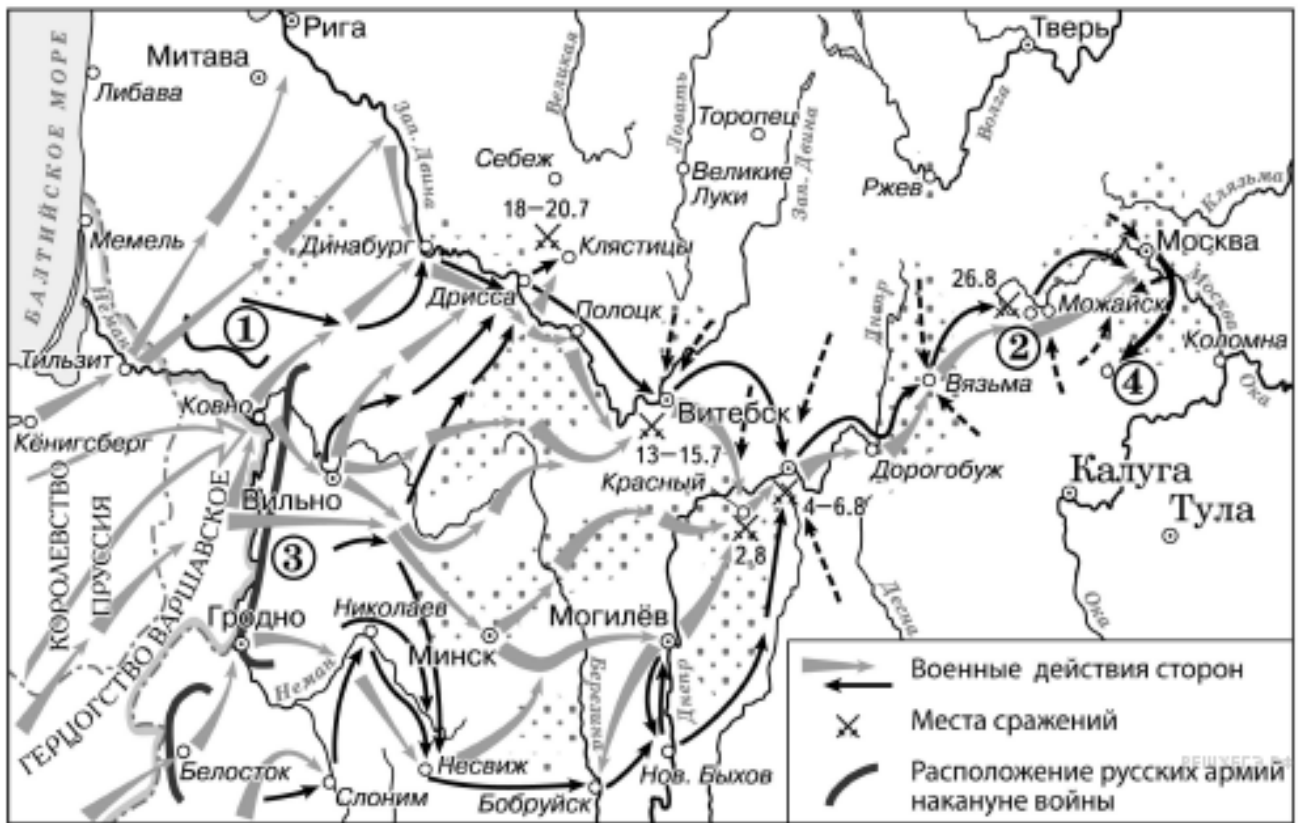 Рига
Тверь
Митава
Либава
БАЛТИЙСКОЕ МОРЕ
Великая
Ловать
Торопец
Зап. Двина
Волга
Зап. Двина
Себеж
Великие
Луки
Ржев
Клязьма
18–20.7
Мемель
Динабург
Клястицы
Москва
Неман
Дрисса
Днепр
26.8
Можайск
Москва
1
Полоцк
2
Коломна
Тильзит
4
Ока
Вязьма
Ковно
Витебск
Кёнигсберг
13–15.7
Дорогобуж
Красный
Калуга
Вильно
4–6.8
Тула
КОРОЛЕВСТВО
ПРУССИЯ
ГЕРЦОГСТВО ВАРШАВСКОЕ
3
2.8
Десна
Ока
Николаев
Гродно
Могилёв
Минск
Неман
Березина
Днепр
Белосток
Несвиж
Слоним
Бобруйск
Нов. Быхов
Военные действия сторон
Места сражений
Расположение русских армий
накануне войны
РЕШУЕГЭ.РФ